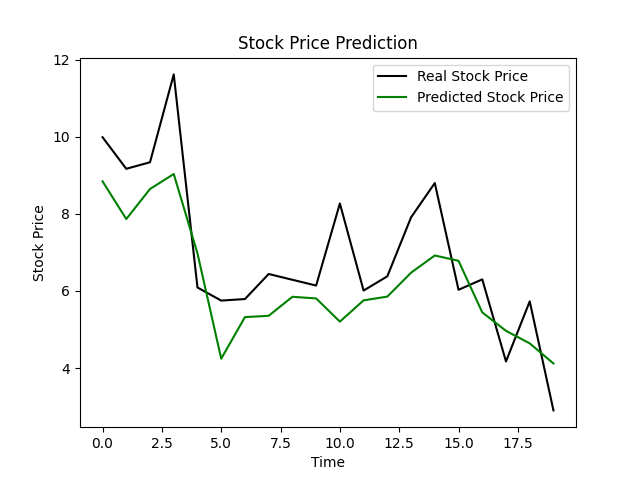 Stock Price Prediction
Real Stock Price
Predicted Stock Price
Stock Price
12
10
8
6
4
0.0 2.5 5.0 7.5 10.0 12.5 15.0 17.5
Time